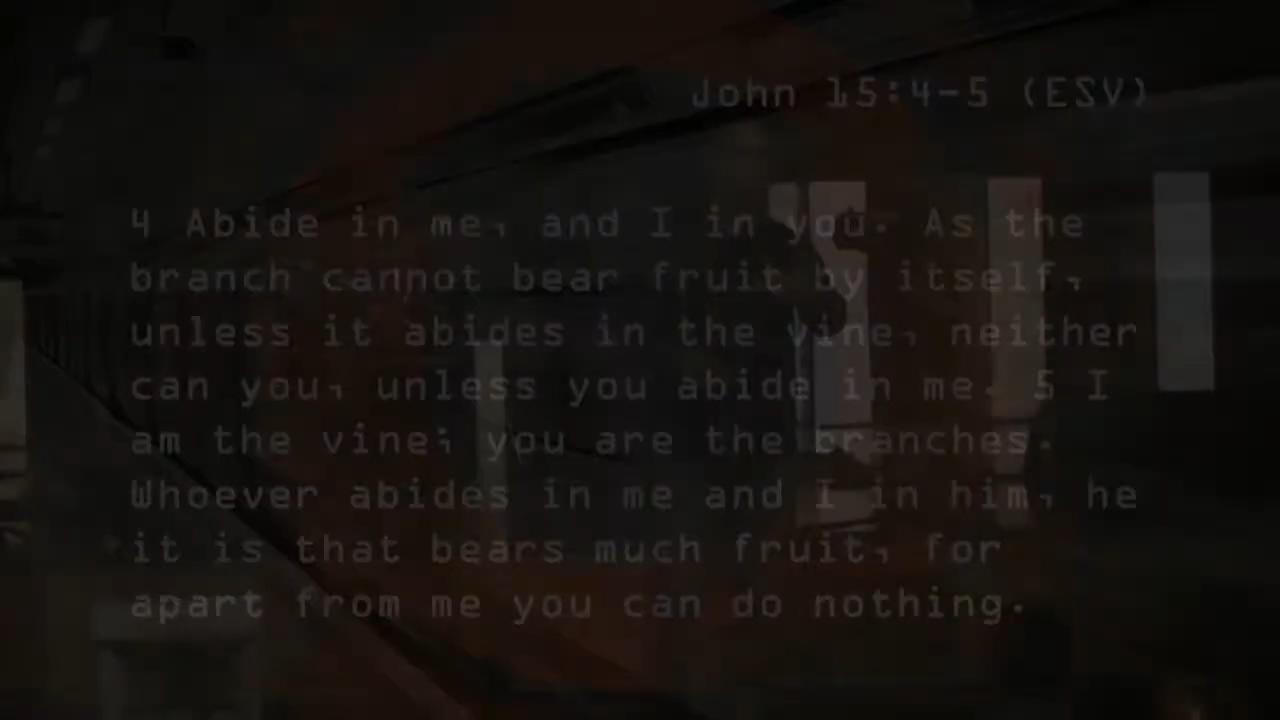 John 15:4-5 (ESV)
4 Abide in me, and I in you. As the
branch cannot bear fruit by itself,
unless it abides in the vine, neither
can you, unless you abide in me. 5 I
am the vine; you are the branches.
Whoever abides in me and I in him, he
it is that bears much fruit, for
apart from me you can do nothing.